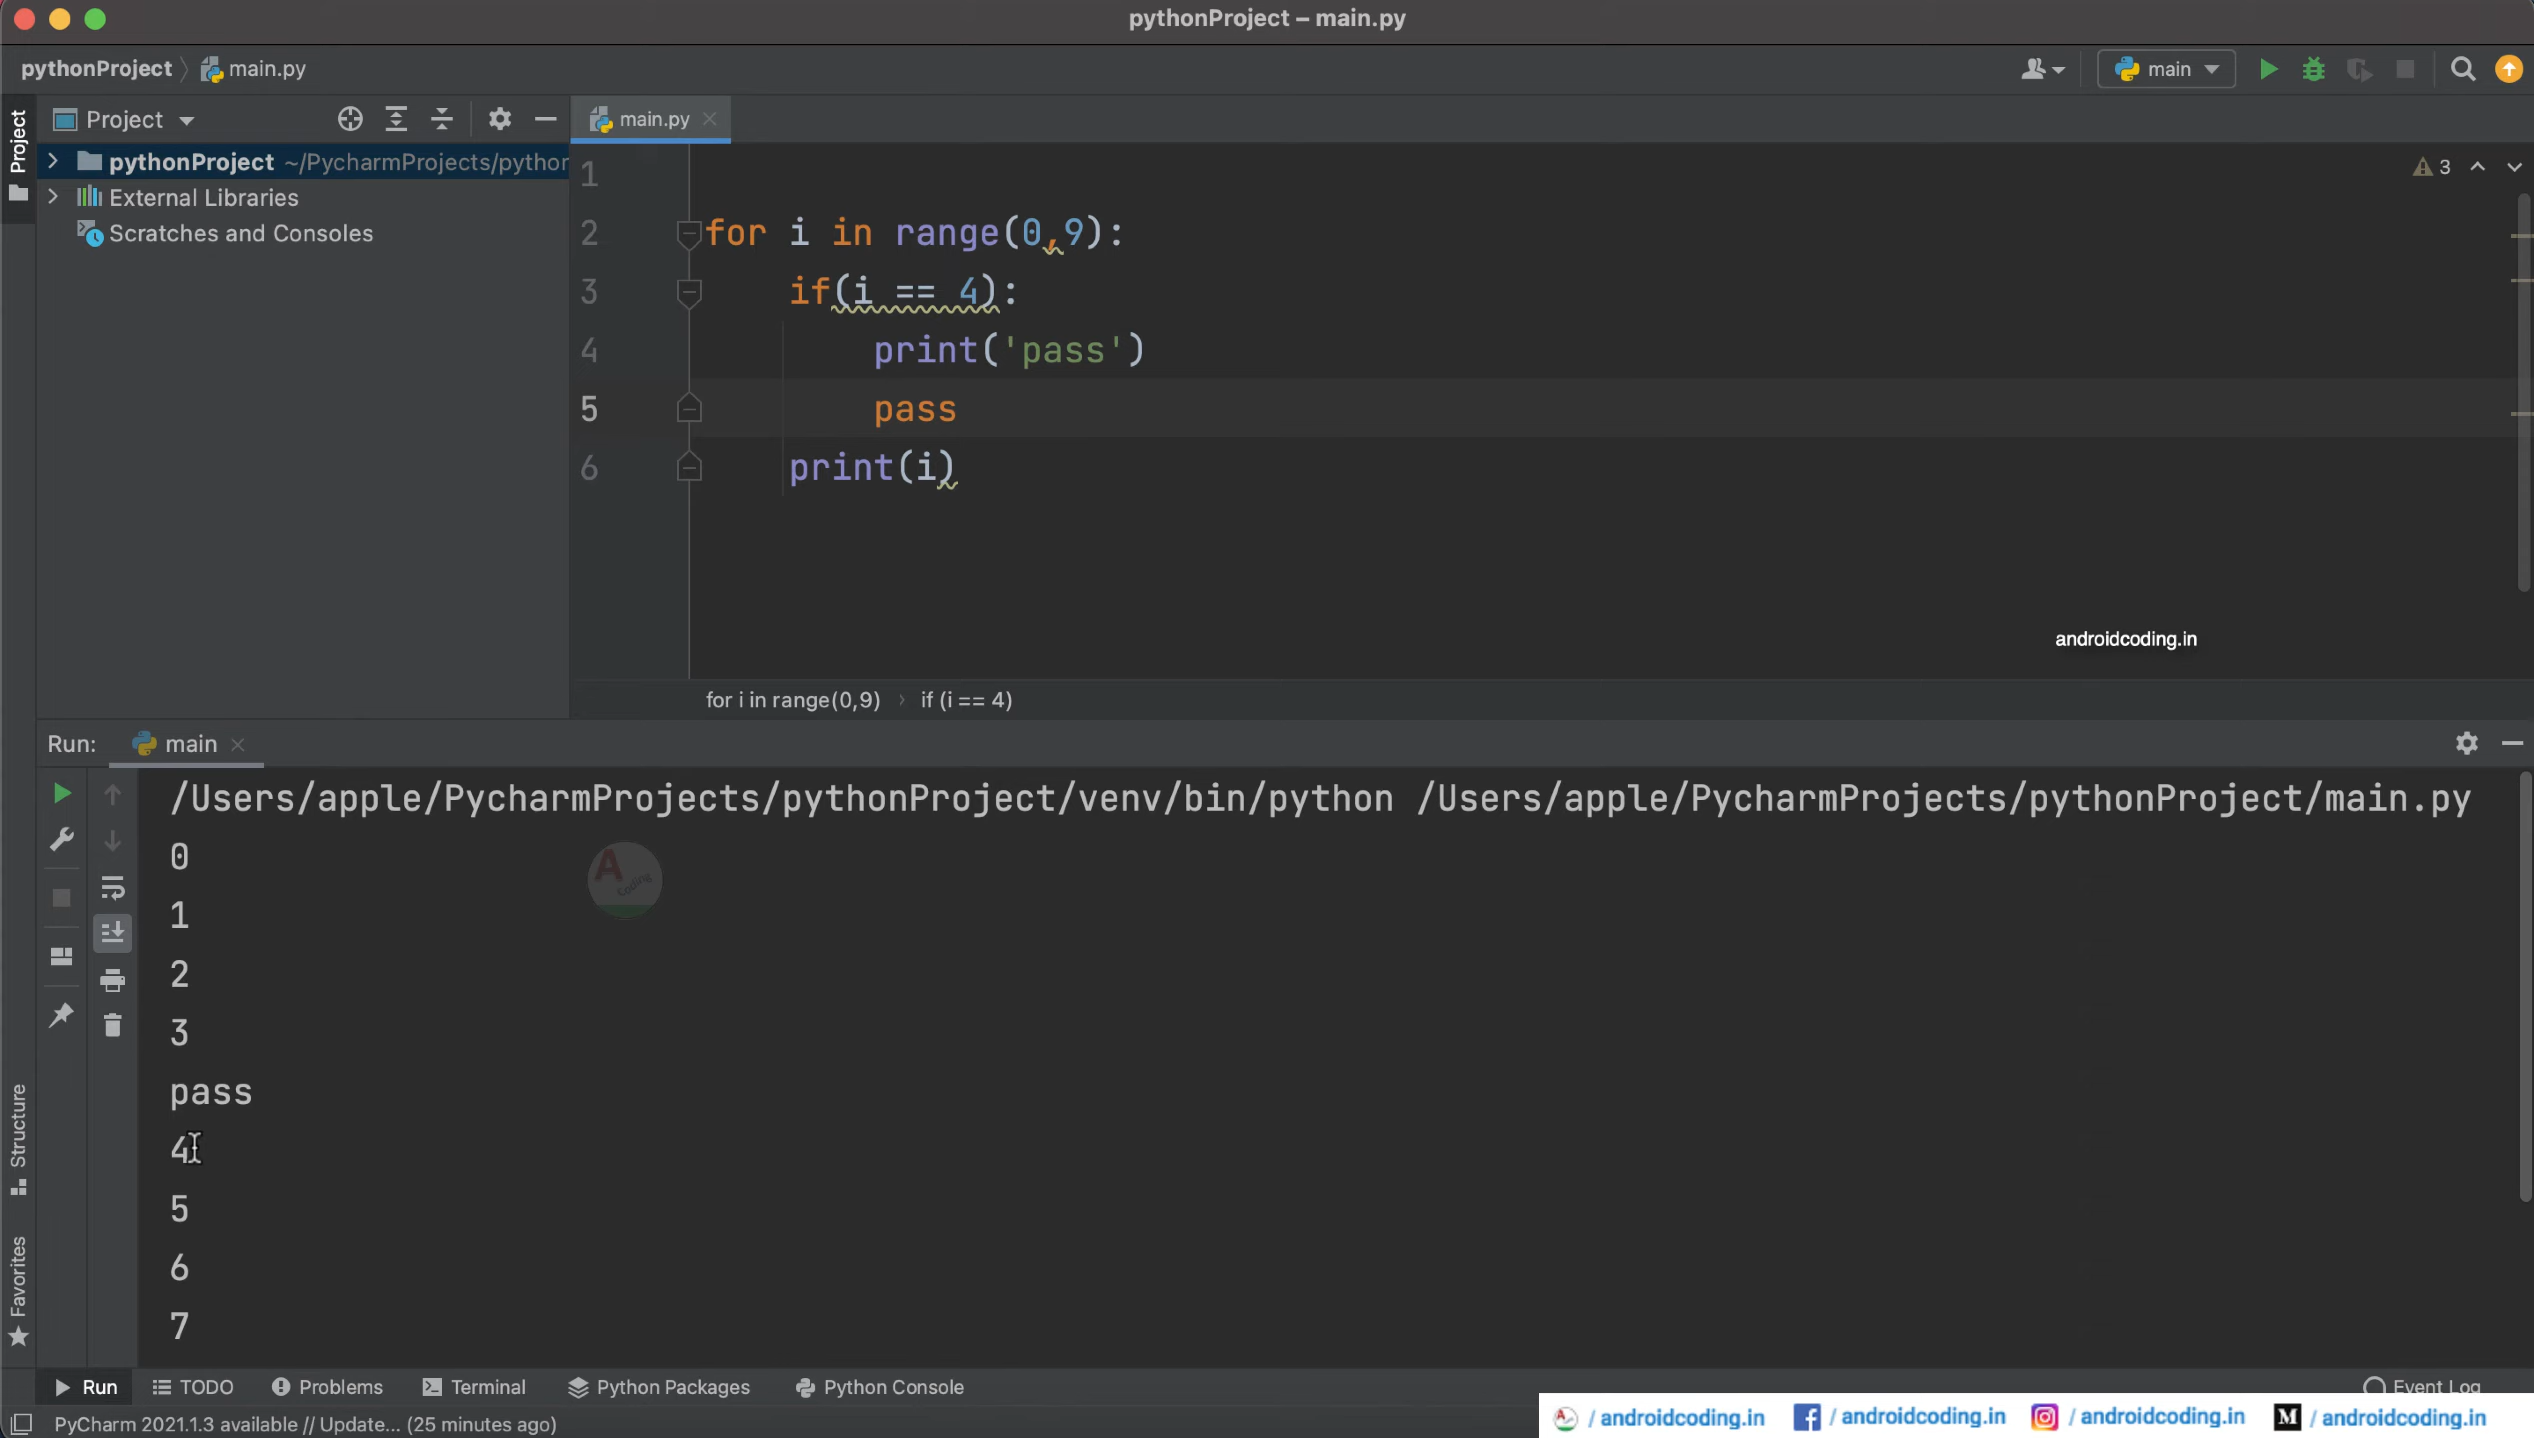 pythonProject – main.py
pythonProject main.py
main
Project
Project
main.py
pythonProject ~/PycharmProjects/python
External Libraries
Scratches and Consoles
3
1
2 for i in range(0,9):
3 if(i == 4):
4 print('pass')
5 pass
6 print(i)
androidcoding.in
for i in range(0,9) › if (i == 4)
Run: main
/Users/apple/PycharmProjects/pythonProject/venv/bin/python /Users/apple/PycharmProjects/pythonProject/main.py
0
A Coding
1
2
3
pass
4
5
6
7
Structure
Favorites
Run TODO Problems Terminal Python Packages Python Console Event Log
PyCharm 2021.1.3 available // Update... (25 minutes ago)
/ androidcoding.in / androidcoding.in / androidcoding.in M / androidcoding.in